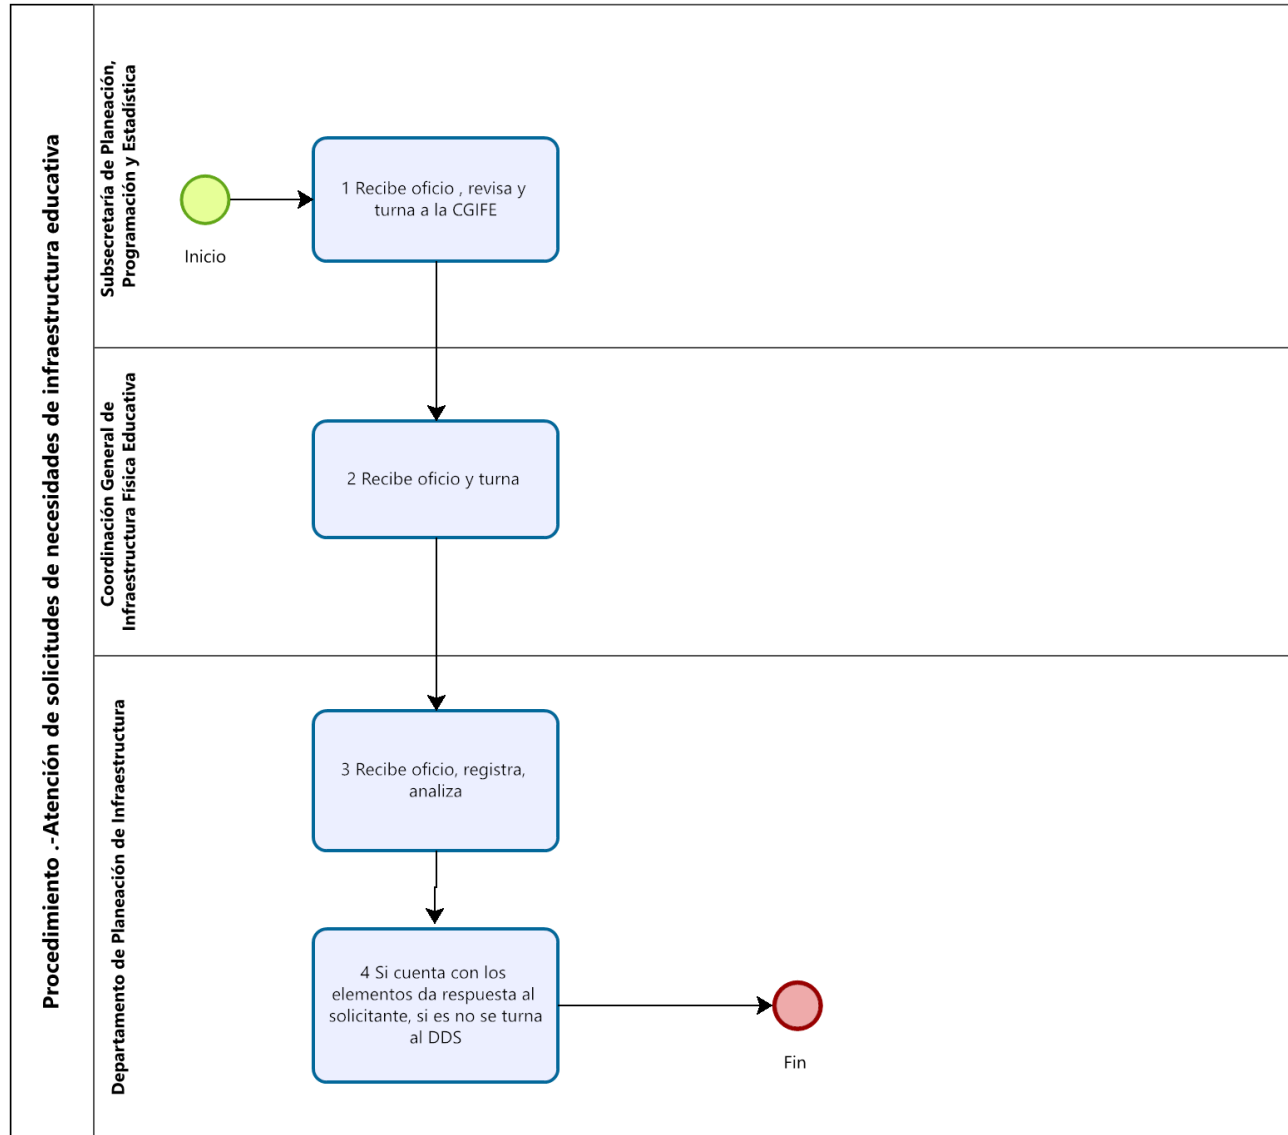 Procedimiento .-Atención de solicitudes de necesidades de infraestructura educativa
Subsecretaría de Planeación,
Programación y Estadística
Inicio
1 Recibe oficio , revisa y
turna a la CGIFE
Coordinación General de
Infraestructura Física Educativa
2 Recibe oficio y turna
Departamento de Planeación de Infraestructura
3 Recibe oficio, registra,
analiza
4 Si cuenta con los
elementos da respuesta al
solicitante, si es no se turna
al DDS
Fin